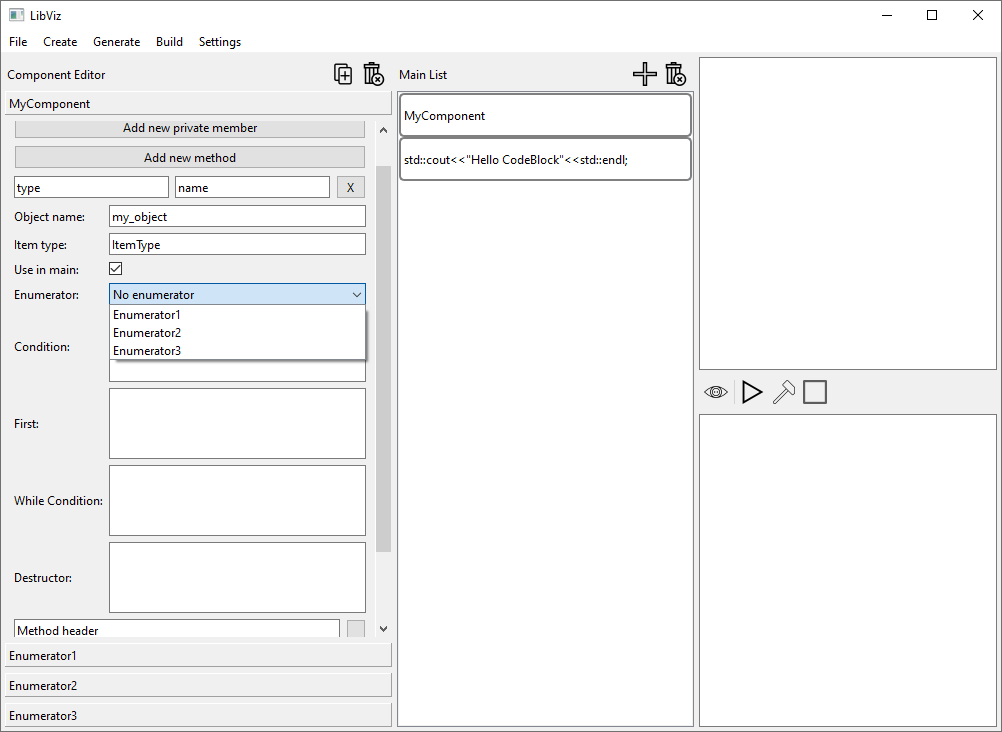 LibViz
File Create Generate Build Settings
Component Editor
MyComponent
Add new private member
Add new method
type name X
Object name: my_object
Item type: ItemType
Use in main:
Enumerator: No enumerator
Enumerator1
Enumerator2
Enumerator3
Condition:
First:
While Condition:
Destructor:
Method header
Enumerator1
Enumerator2
Enumerator3
Main List
MyComponent
std::cout<<"Hello CodeBlock"<<std::endl;